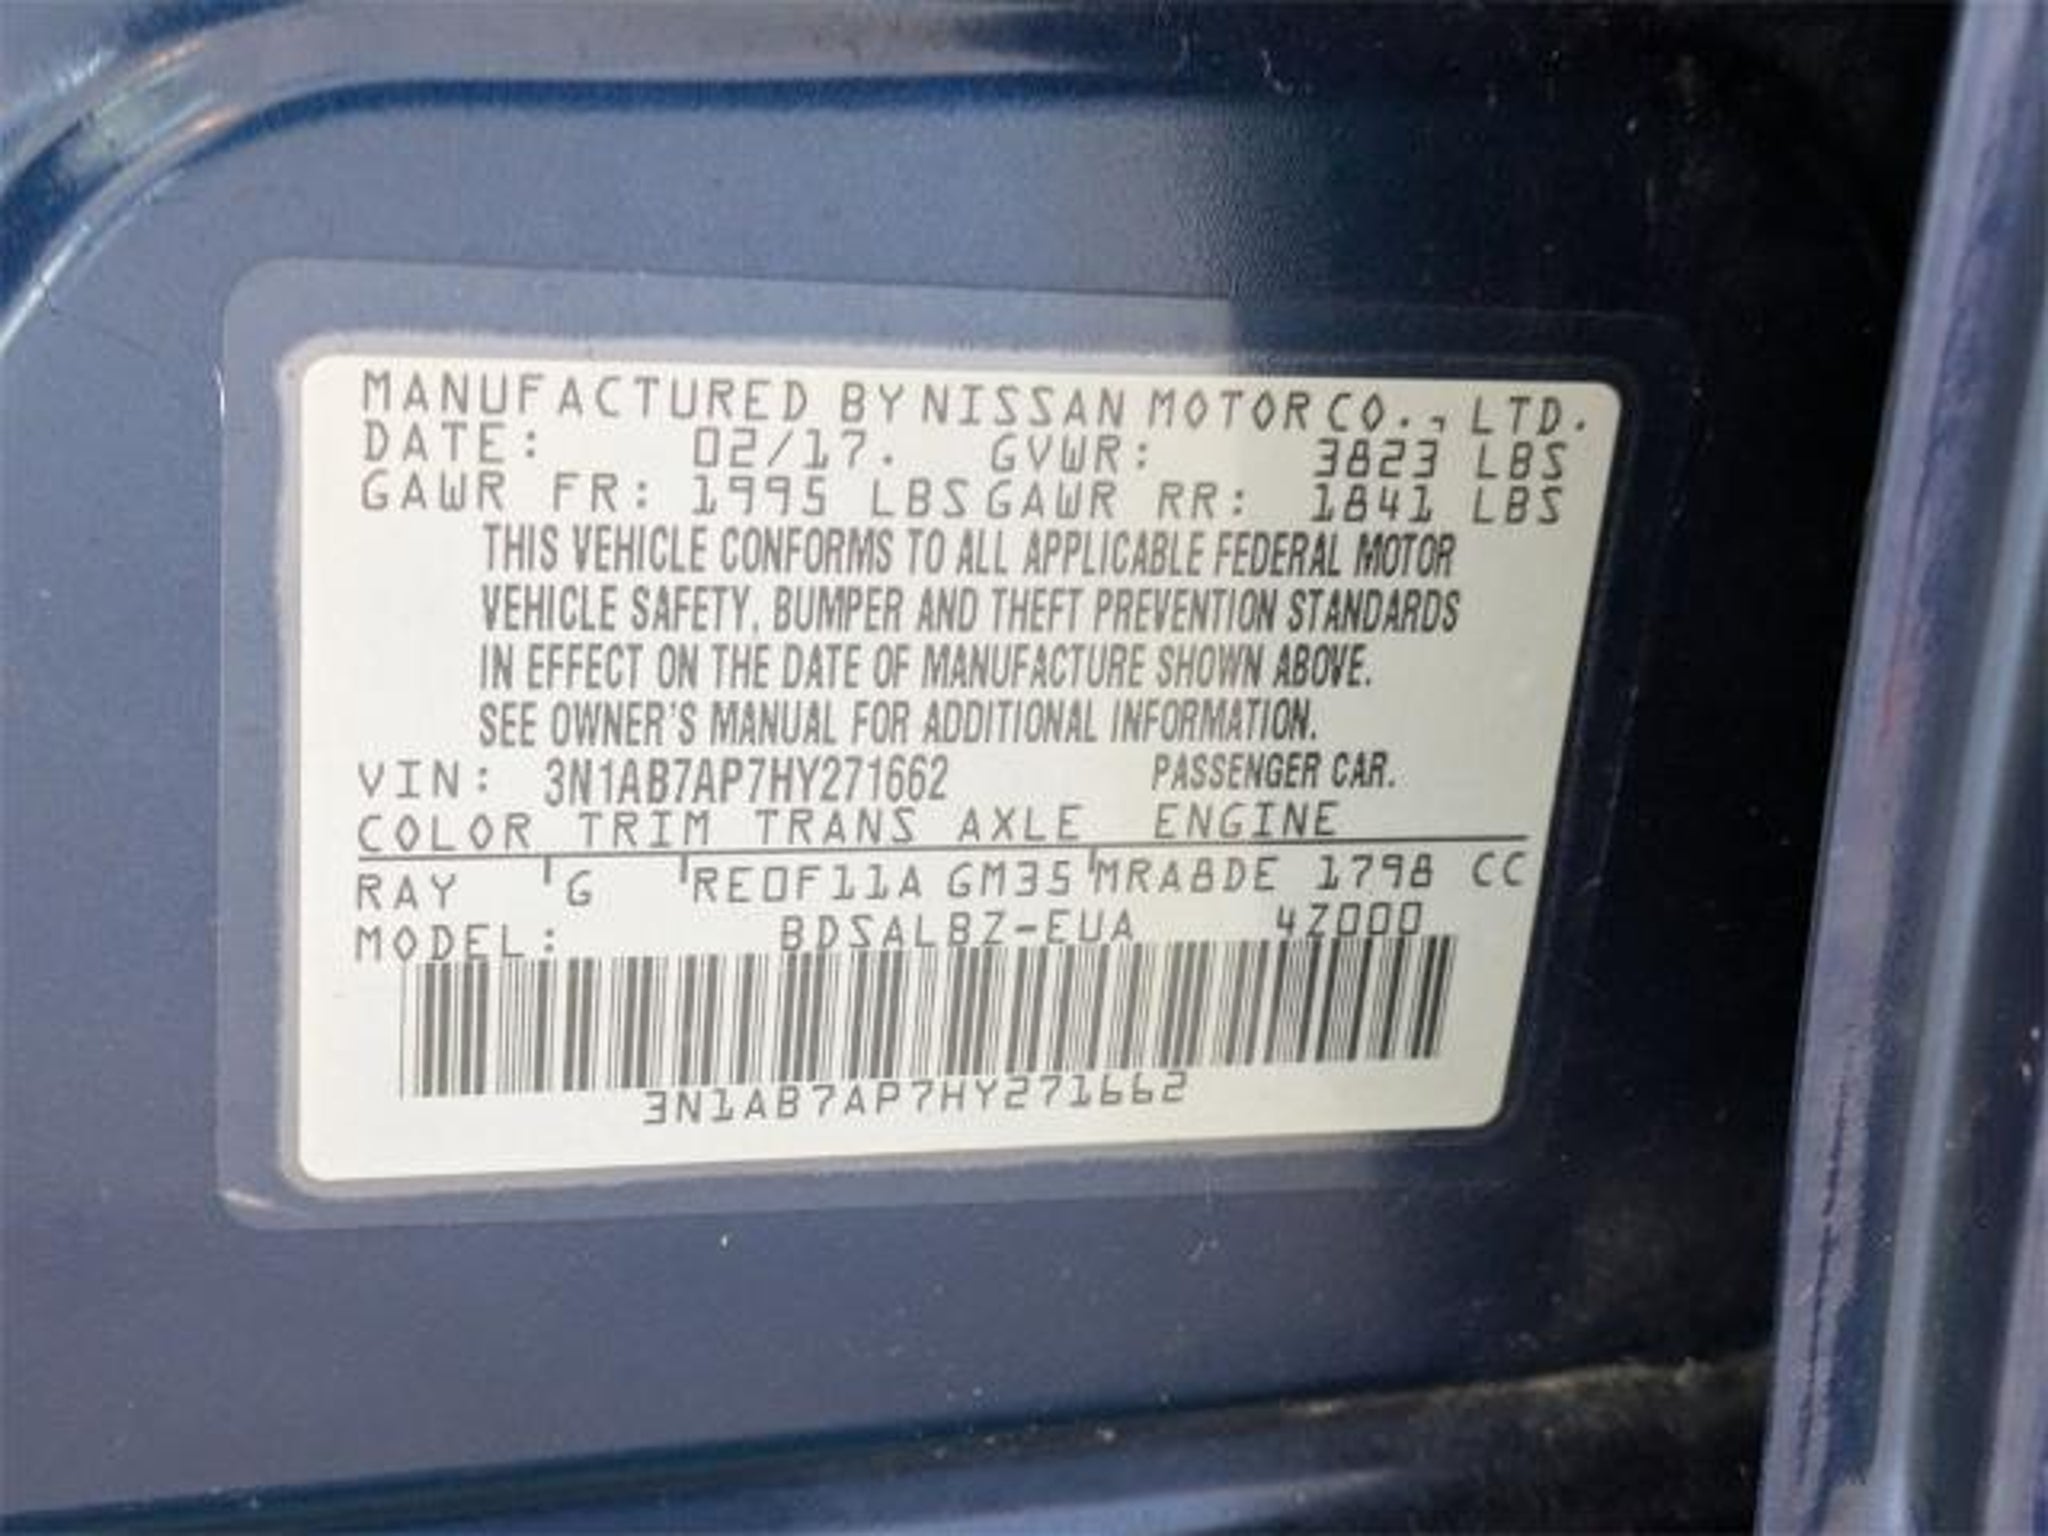 MANUFACTURED BY NISSAN MOTOR CO., LTD.
DATE: 02/17. GVWR: 3823 LBS
GAWR FR: 1995 LBS GAWR RR: 1841 LBS
THIS VEHICLE CONFORMS TO ALL APPLICABLE FEDERAL MOTOR
VEHICLE SAFETY, BUMPER AND THEFT PREVENTION STANDARDS
IN EFFECT ON THE DATE OF MANUFACTURE SHOWN ABOVE.
SEE OWNER'S MANUAL FOR ADDITIONAL INFORMATION.
VIN: 3N1AB7AP7HY271662 PASSENGER CAR.
COLOR TRIM TRANS AXLE ENGINE
RAY G RE0F11A GM35 MRA8DE 1798 CC
MODEL: BDSALBZ-EUA 4Z000
3N1AB7AP7HY271662